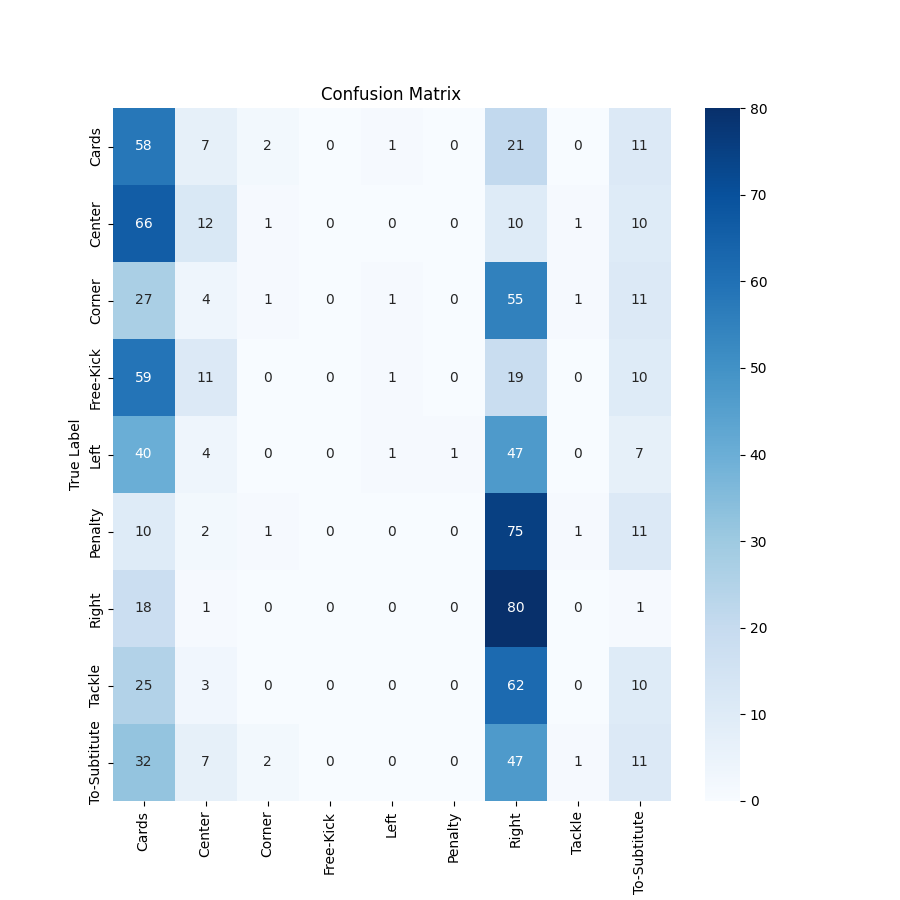 Confusion Matrix
True Label
Cards 58 7 2 0 1 0 21 0 11
Center 66 12 1 0 0 0 10 1 10
Corner 27 4 1 0 1 0 55 1 11
Free-Kick 59 11 0 0 1 0 19 0 10
Left 40 4 0 0 1 1 47 0 7
Penalty 10 2 1 0 0 0 75 1 11
Right 18 1 0 0 0 0 80 0 1
Tackle 25 3 0 0 0 0 62 0 10
To-Subtitute 32 7 2 0 0 0 47 1 11
Cards Center Corner Free-Kick Left Penalty Right Tackle To-Subtitute
80
70
60
50
40
30
20
10
0